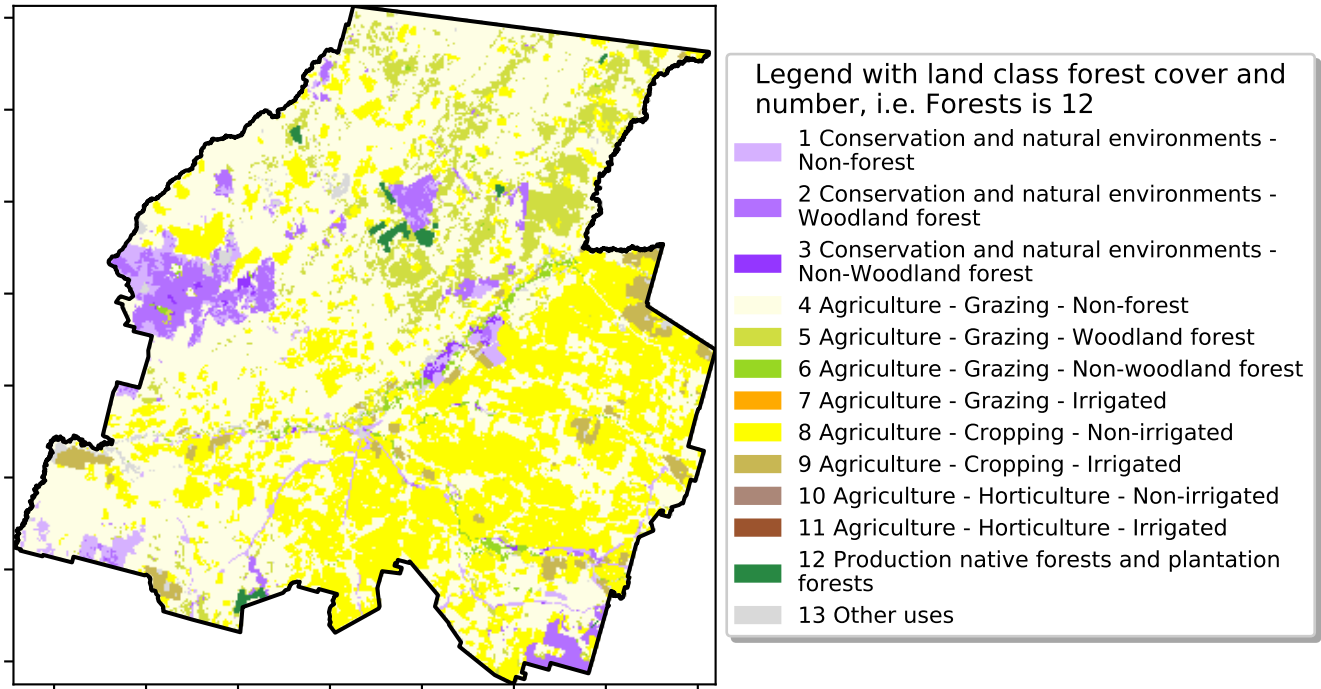 Legend with land class forest cover and
number, i.e. Forests is 12
1 Conservation and natural environments -
Non-forest
2 Conservation and natural environments -
Woodland forest
3 Conservation and natural environments -
Non-Woodland forest
4 Agriculture - Grazing - Non-forest
5 Agriculture - Grazing - Woodland forest
6 Agriculture - Grazing - Non-woodland forest
7 Agriculture - Grazing - Irrigated
8 Agriculture - Cropping - Non-irrigated
9 Agriculture - Cropping - Irrigated
10 Agriculture - Horticulture - Non-irrigated
11 Agriculture - Horticulture - Irrigated
12 Production native forests and plantation
forests
13 Other uses